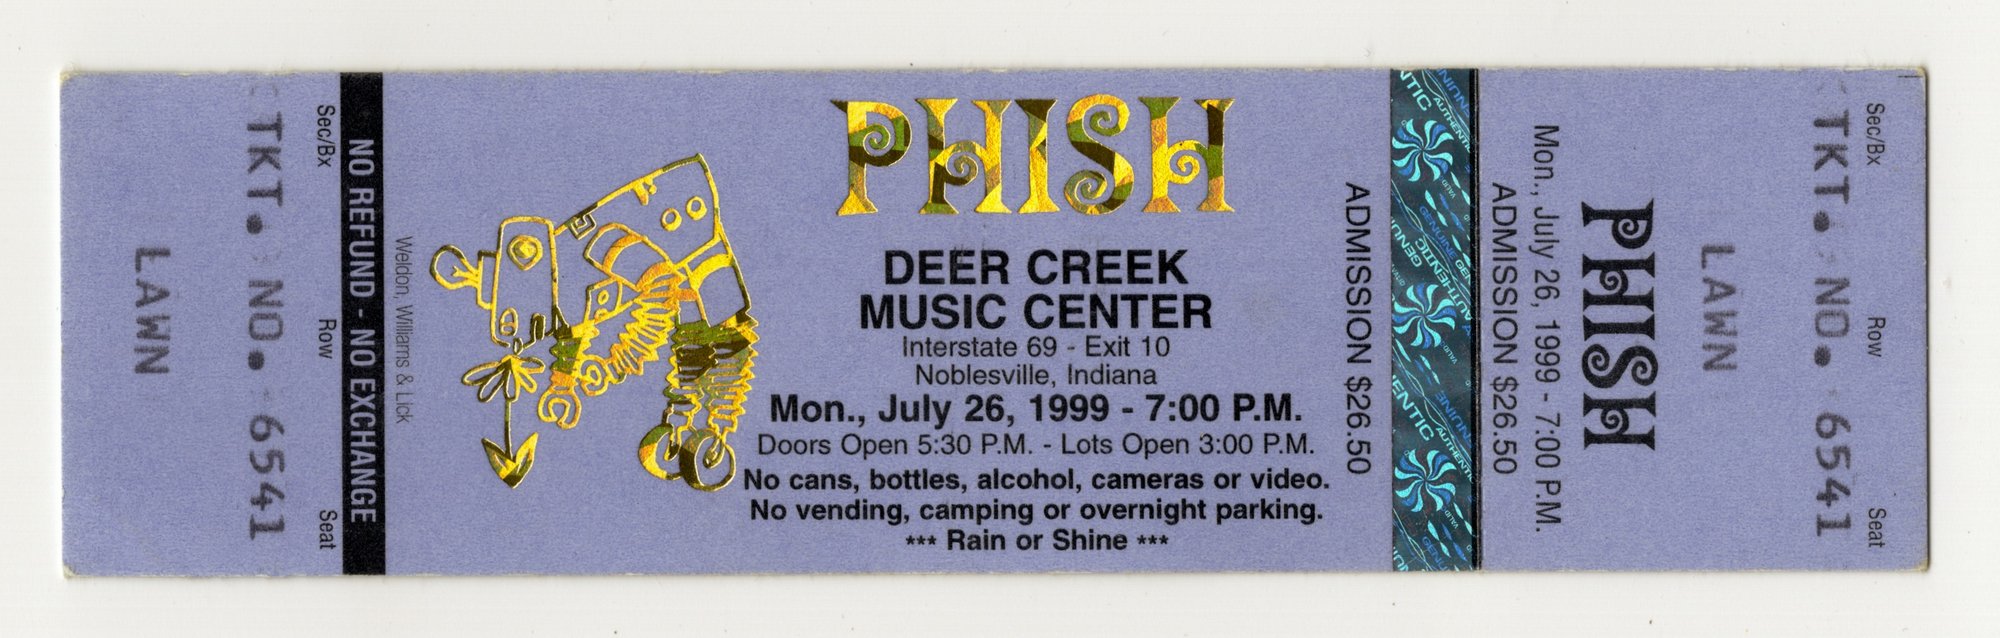 LAWN
TKT. NO. 6541
Sec/Bx Row Seat
NO REFUND - NO EXCHANGE
Weldon, Williams & Lick
PHISH
DEER CREEK
MUSIC CENTER
Interstate 69 - Exit 10
Noblesville, Indiana
Mon., July 26, 1999 - 7:00 P.M.
Doors Open 5:30 P.M. - Lots Open 3:00 P.M.
No cans, bottles, alcohol, cameras or video.
No vending, camping or overnight parking.
*** Rain or Shine ***
ADMISSION $26.50
GENUINE
AUTHENTIC
VALID
ADMISSION $26.50
Mon., July 26, 1999 - 7:00 P.M.
PHISH
LAWN
TKT. NO. 6541
Sec/Bx Row Seat